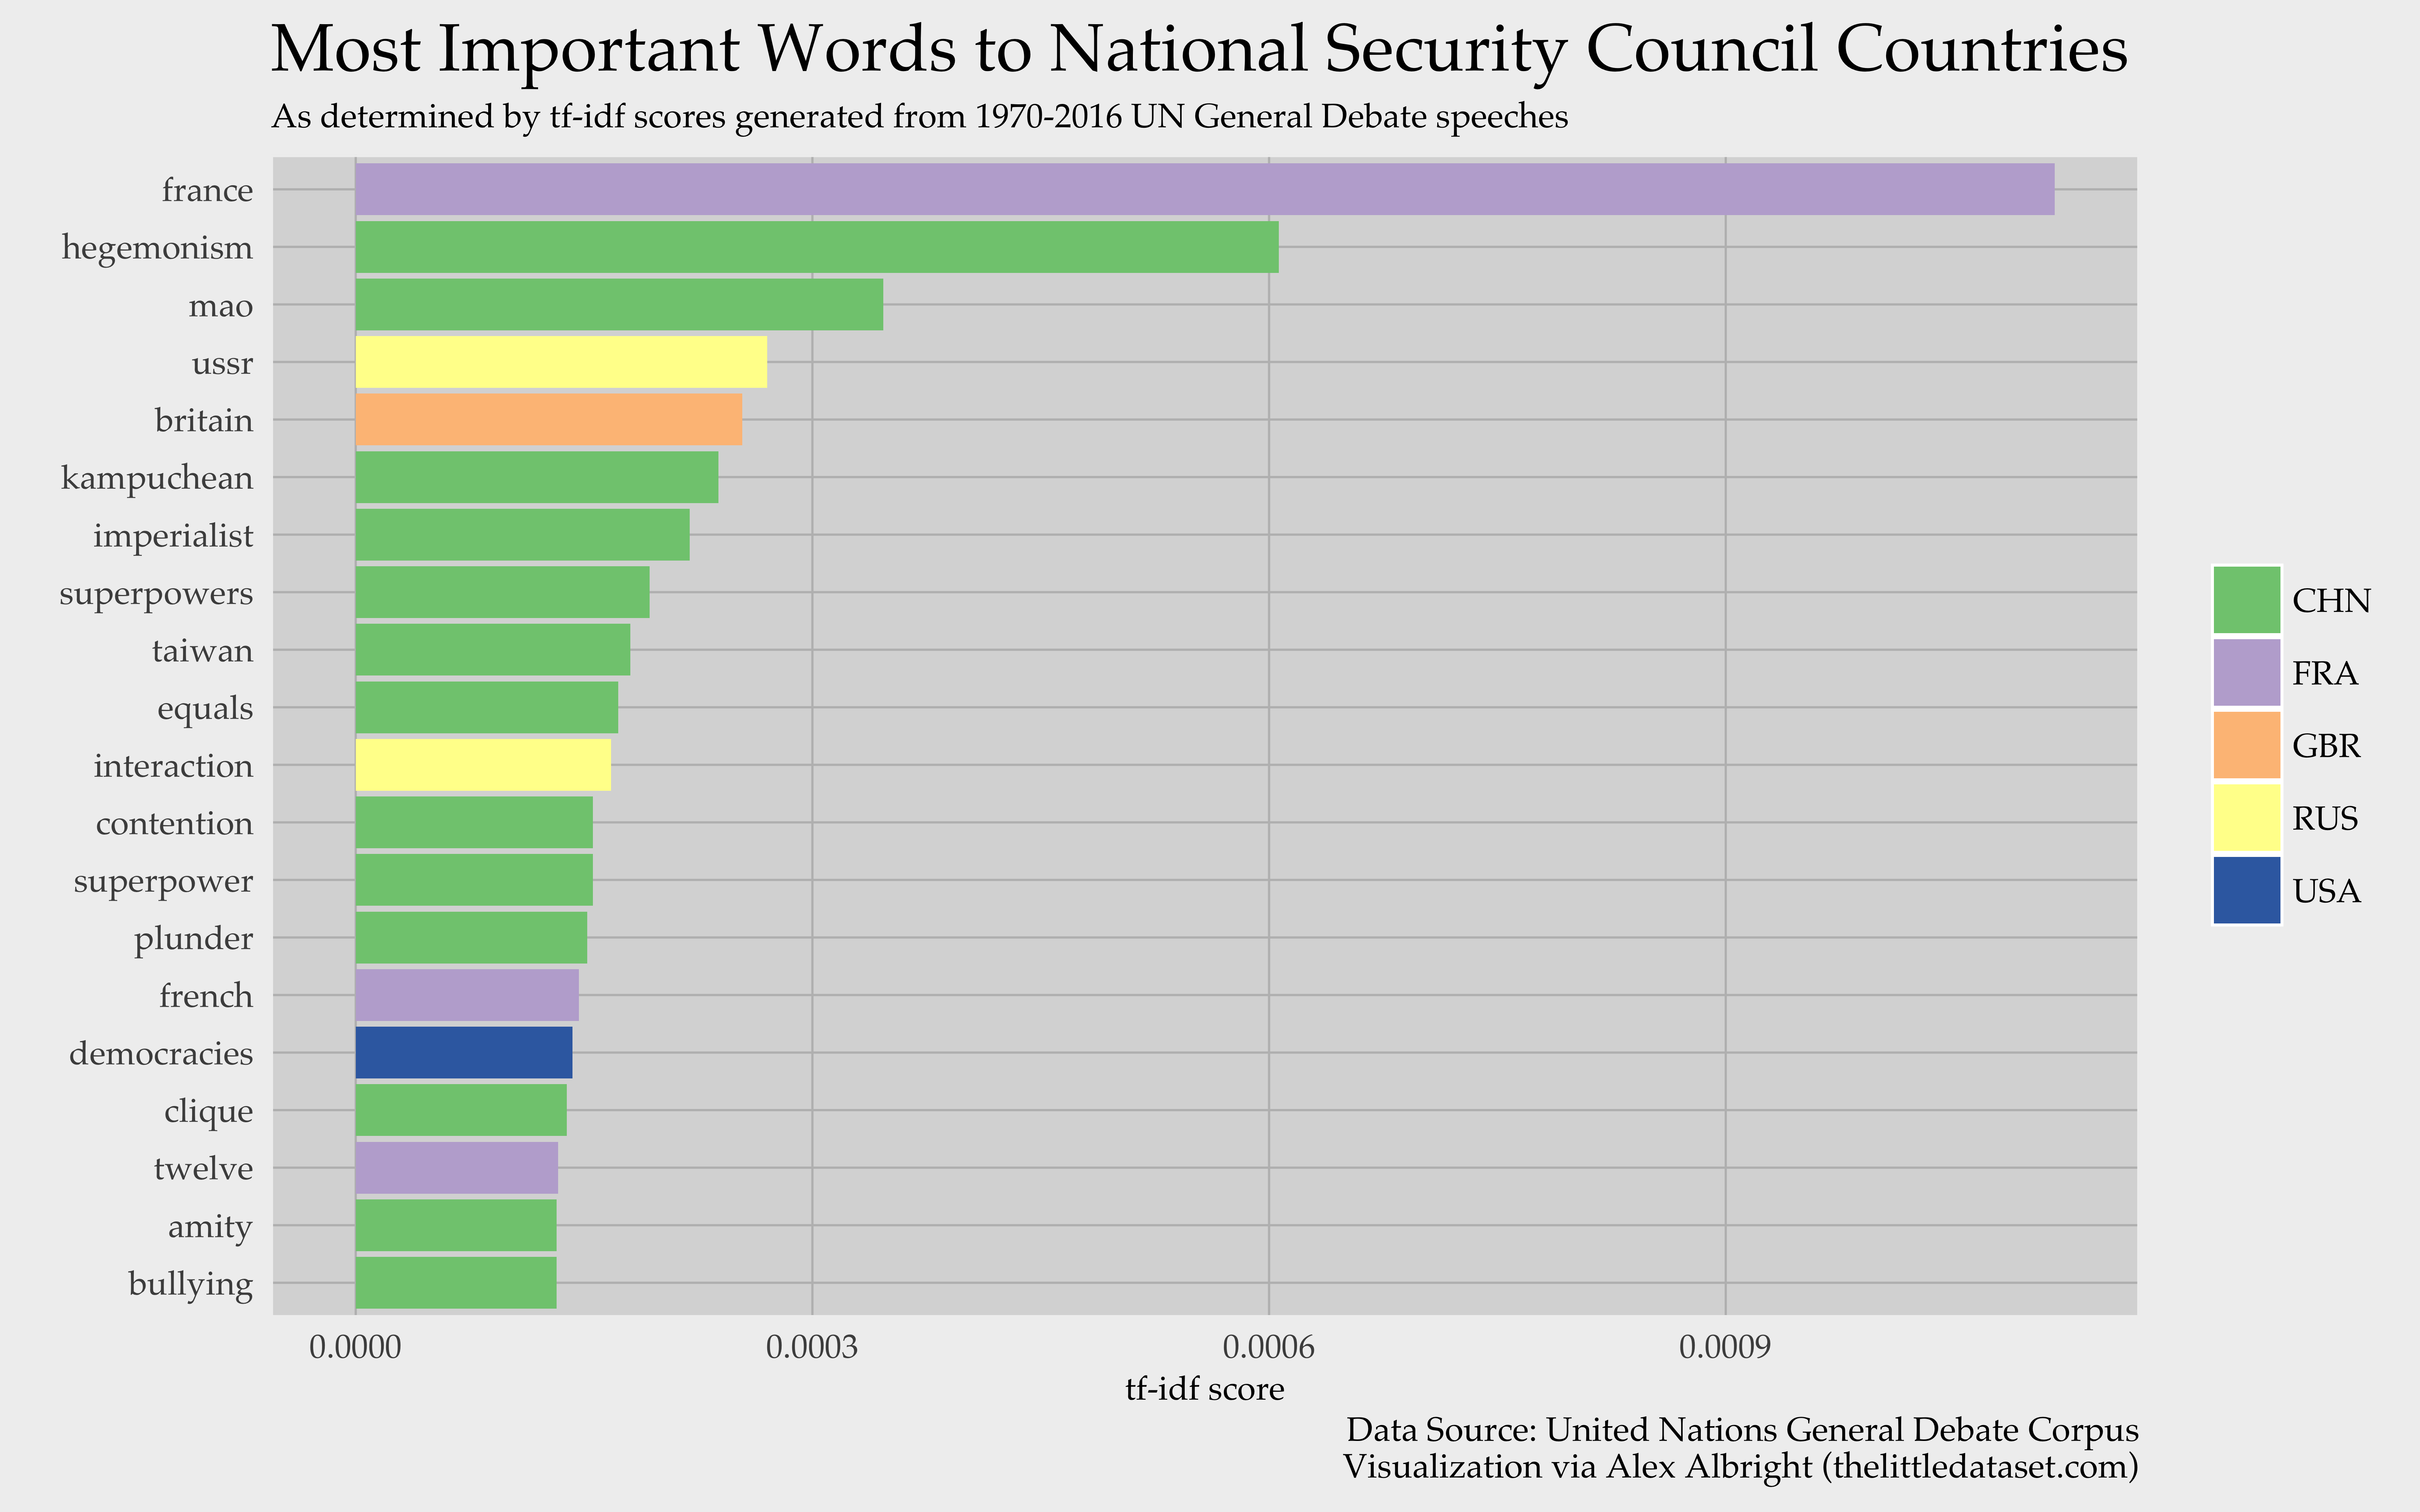 Most Important Words to National Security Council Countries
As determined by tf-idf scores generated from 1970-2016 UN General Debate speeches
france
hegemonism
mao
ussr
britain
kampuchean
imperialist
superpowers
taiwan
equals
interaction
contention
superpower
plunder
french
democracies
clique
twelve
amity
bullying
0.0000 0.0003 0.0006 0.0009
tf-idf score
CHN
FRA
GBR
RUS
USA
Data Source: United Nations General Debate Corpus
Visualization via Alex Albright (thelittledataset.com)